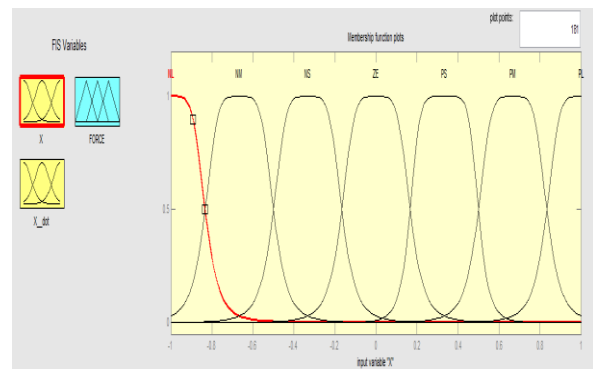 plot points: 181
FIS Variables
Membership function plots
NL NM NS ZE PS PM PL
X FORCE
X_dot
1
0.5
0
-1 -0.8 -0.6 -0.4 -0.2 0 0.2 0.4 0.6 0.8 1
input variable "X"